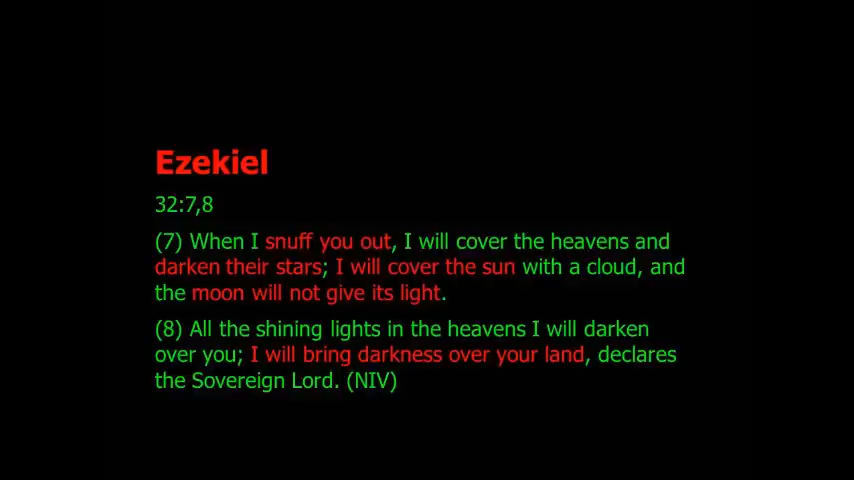 Ezekiel
32:7,8
(7) When I snuff you out, I will cover the heavens and
darken their stars; I will cover the sun with a cloud, and
the moon will not give its light.
(8) All the shining lights in the heavens I will darken
over you; I will bring darkness over your land, declares
the Sovereign Lord. (NIV)